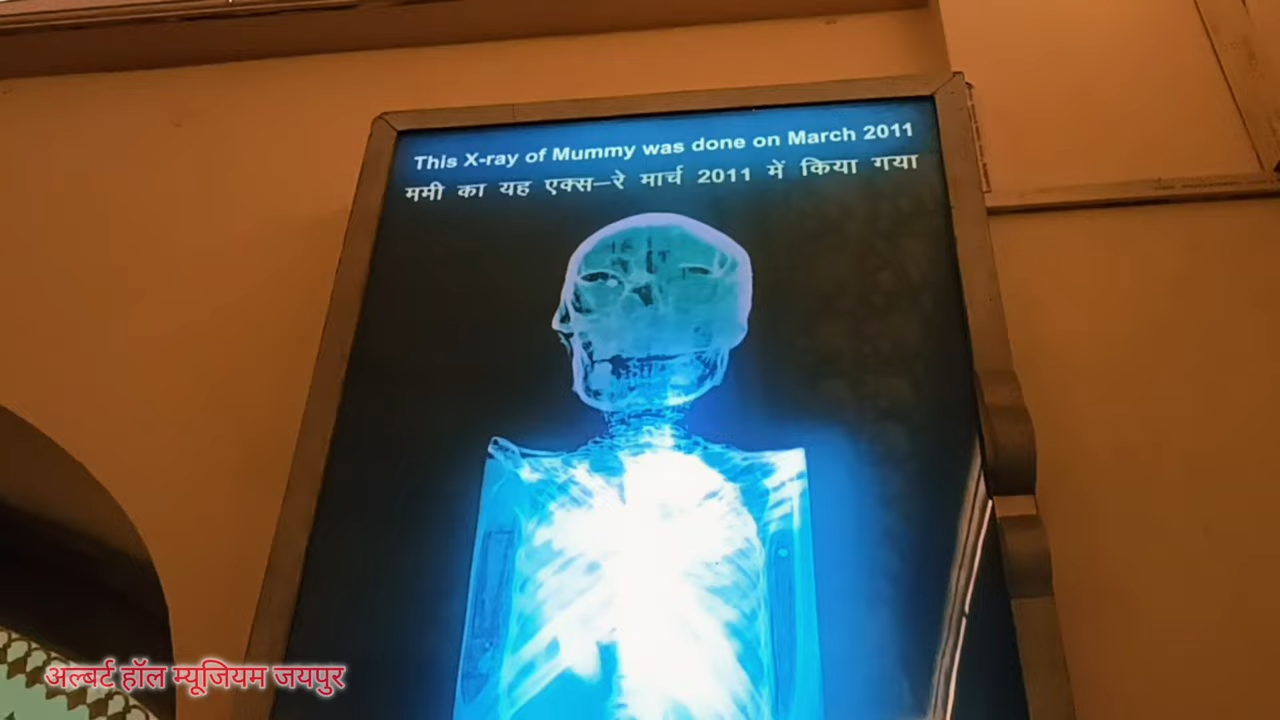 This X-ray of Mummy was done on March 2011
ममी का यह एक्स–रे मार्च 2011 में किया गया
अल्बर्ट हॉल म्यूजियम जयपुर